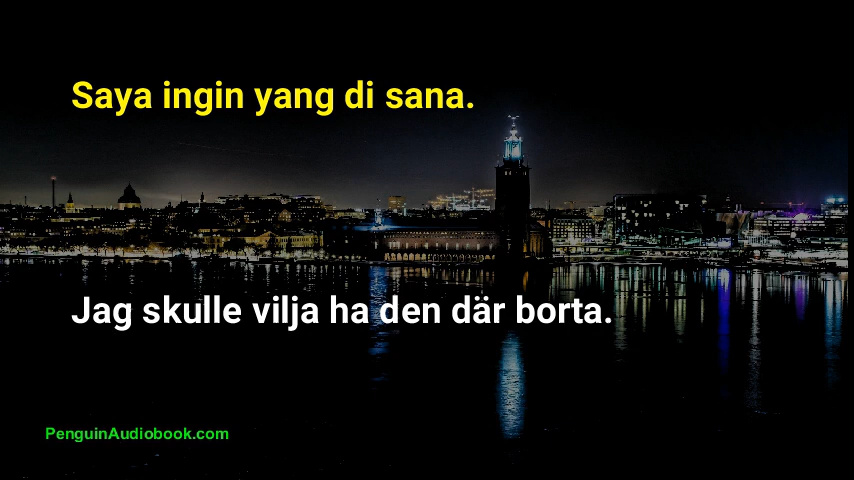 Saya ingin yang di sana.
Jag skulle vilja ha den där borta.
PenguinAudiobook.com